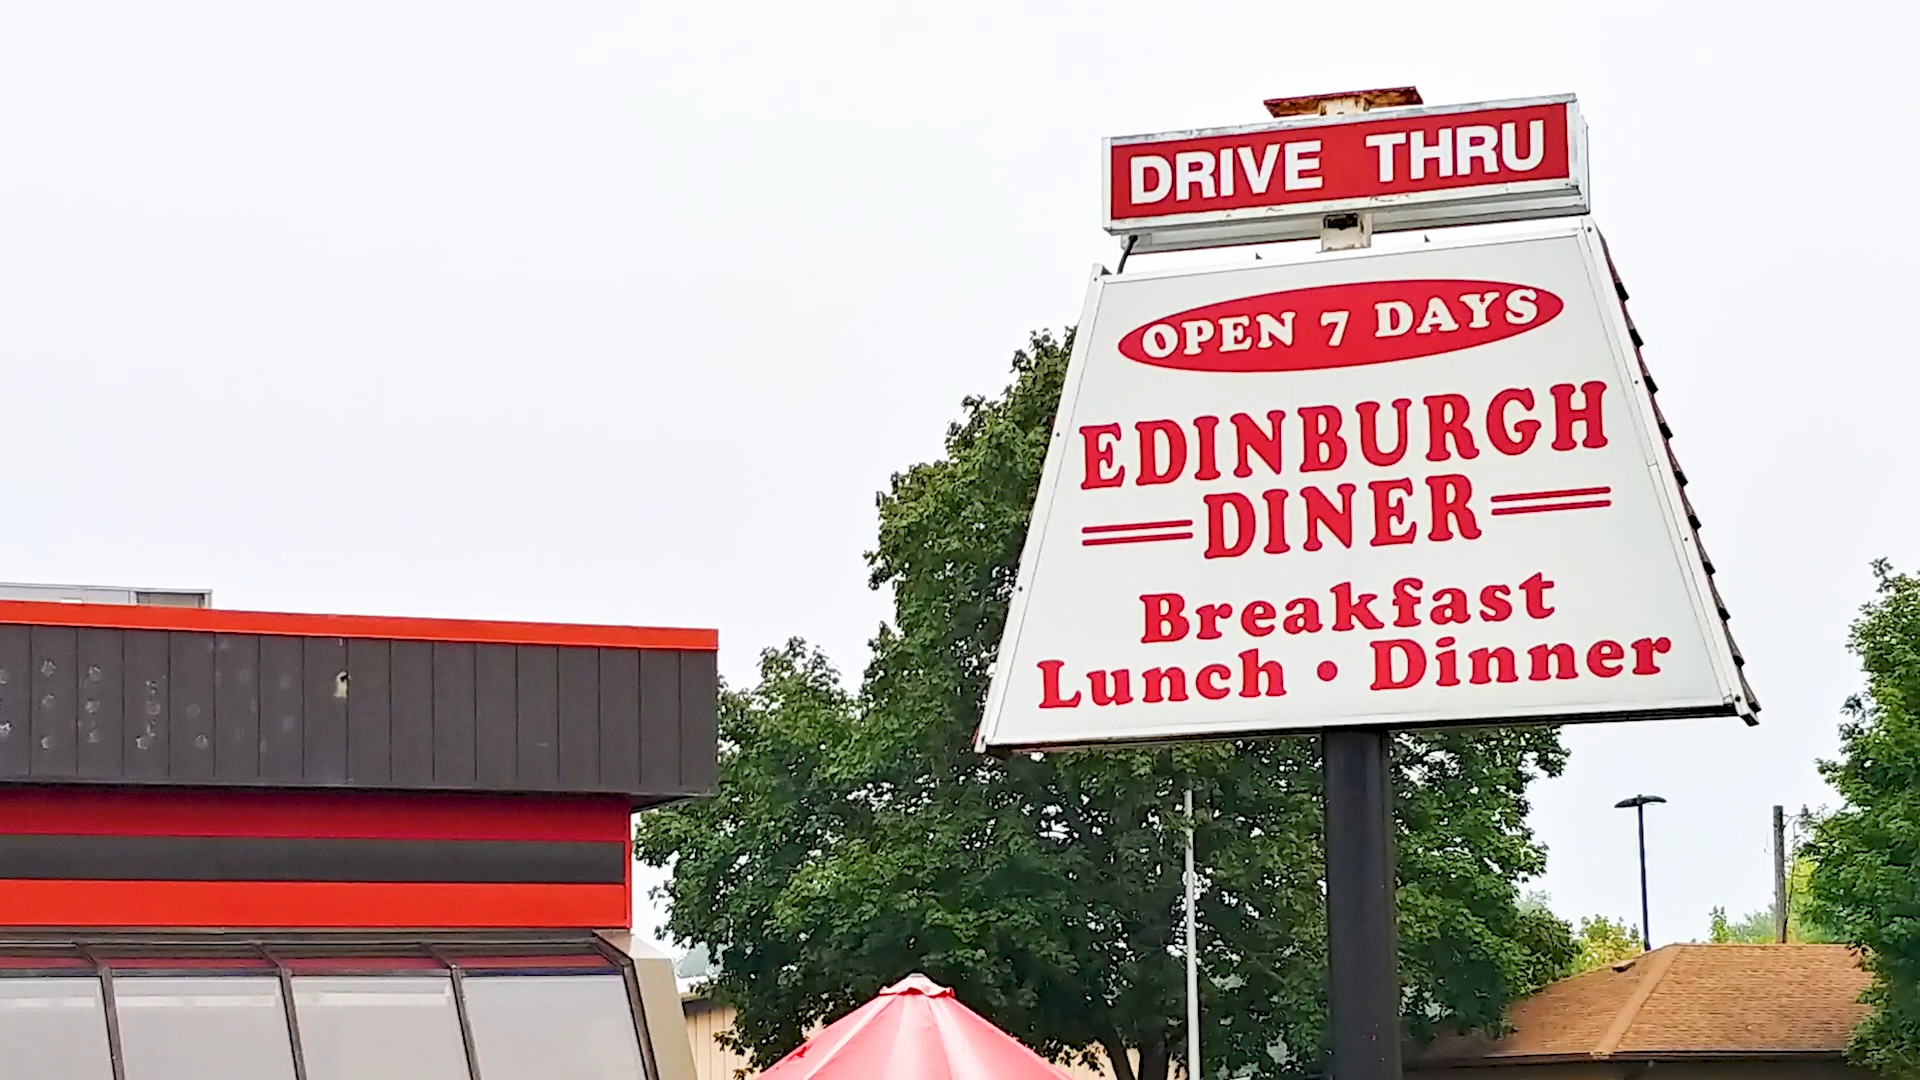 DRIVE THRU
OPEN 7 DAYS
EDINBURGH
DINER
Breakfast
Lunch • Dinner